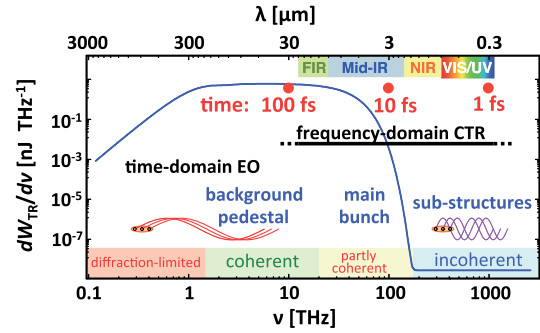 λ [μm]
3000 300 30 3 0.3
FIR Mid-IR NIR VIS/UV
time: 100 fs 10 fs 1 fs
frequency-domain CTR
time-domain EO
background
pedestal
main
bunch
sub-structures
diffraction-limited coherent partly
coherent incoherent
10⁻¹
10⁻³
10⁻⁵
10⁻⁷
dW_TR/dν [nJ THz⁻¹]
0.1 1 10 100 1000
ν [THz]